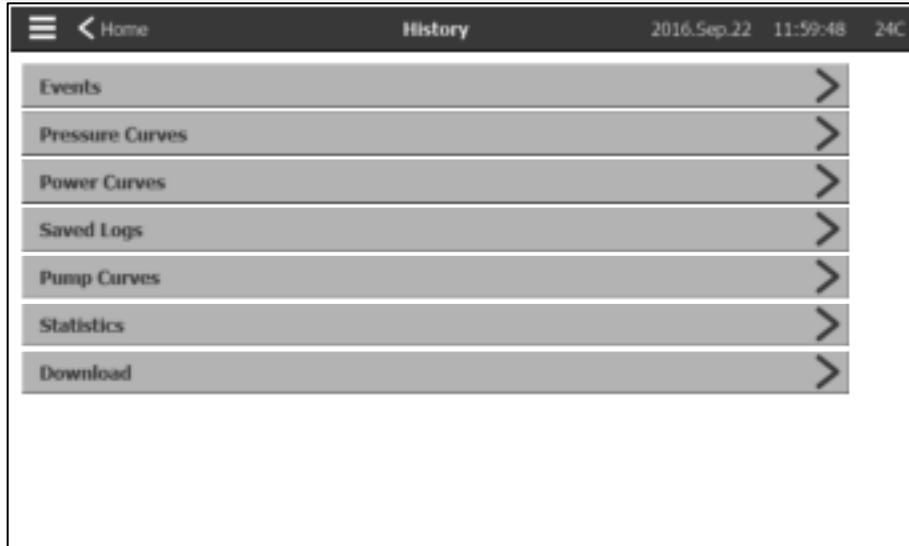 Home History 2016.Sep.22 11:59:48 24C
Events
Pressure Curves
Power Curves
Saved Logs
Pump Curves
Statistics
Download